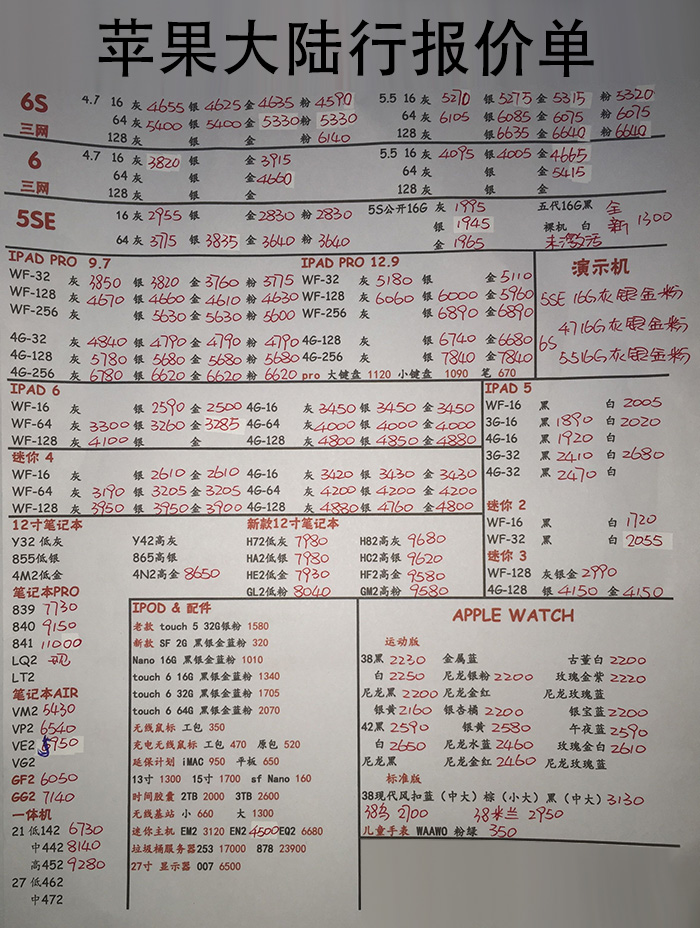 苹果大陆行报价单
6S 4.7 16 灰 4655 银 4625 金 4635 粉 4590 5.5 16 灰 5270 银 5275 金 5315 粉 5320
64 灰 5400 银 5400 金 5330 粉 5330 64 灰 6105 银 6085 金 6075 粉 6075
三网 128 灰 银 金 粉 6140 128 灰 银 6635 金 6640 粉 6640
6 4.7 16 灰 3820 银 金 3915 5.5 16 灰 4095 银 4005 金 4665
64 灰 银 金 4660 64 灰 银 金 5415
三网 128 灰 银 金 128 灰 银 金
5SE 16 灰 2955 银 金 2830 粉 2830 5S公开16G 灰 1995 五代16G黑 全
银 1945 裸机 白 新 1300
64 灰 3775 银 3835 金 3640 粉 3640 金 1965 未激活
IPAD PRO 9.7
WF-32 灰 3850 银 3820 金 3760 粉 3775
WF-128 灰 4670 银 4660 金 4610 粉 4630
WF-256 灰 银 5630 金 5630 粉 5600
4G-32 灰 4840 银 4790 金 4790 粉 4790
4G-128 灰 5780 银 5680 金 5680 粉 5680
4G-256 灰 6780 银 6620 金 6620 粉 6620
IPAD PRO 12.9
WF-32 灰 5180 银 金 5110
WF-128 灰 6060 银 6000 金 5960
WF-256 灰 银 6890 金 6890
4G-128 灰 银 6740 金 6680
4G-256 灰 银 7840 金 7840
pro 大键盘 1120 小键盘 1090 笔 670
演示机
5SE 16G灰银金粉
6S 4.7 16G灰银金粉
5.5 16G灰银金粉
IPAD 6
WF-16 灰 银 2590 金 2500 4G-16 灰 3450 银 3450 金 3450
WF-64 灰 3300 银 3260 金 3285 4G-64 灰 4000 银 4000 金 4000
WF-128 灰 4100 银 金 4G-128 灰 4800 银 4850 金 4880
迷你 4
WF-16 灰 银 2610 金 2610 4G-16 灰 3420 银 3430 金 3430
WF-64 灰 3190 银 3205 金 3205 4G-64 灰 4200 银 4200 金 4200
WF-128 灰 3950 银 3950 金 3900 4G-128 灰 4880 银 4760 金 4800
IPAD 5
WF-16 黑 白 2005
3G-16 黑 1890 白 2020
4G-16 黑 1920 白
3G-32 黑 2410 白 2680
4G-32 黑 2470 白
迷你 2
WF-16 黑 白 1720
WF-32 黑 白 2055
迷你 3
WF-128 灰银金 2990
4G-128 银 4150 金 4150
12寸笔记本
Y32 低灰 Y42高灰
855低银 865高银
4M2低金 4N2高金 8650
新款12寸笔记本
H72低灰 7980 H82高灰 9680
HA2低银 7980 HC2高银 9620
HE2低金 7930 HF2高金 9580
GL2低粉 8040 GM2高粉 9580
笔记本PRO
839 7730
840 9150
841 11000
LQ2 现
LT2
笔记本AIR
VM2 5430
VP2 6540
VE2 5950
VG2
GF2 6050
GG2 7140
一体机
21 低142 6730
中442 8140
高452 9280
27 低462
中472
IPOD & 配件
老款 touch 5 32G银粉 1580
新款 SF 2G 黑银金蓝粉 320
Nano 16G 黑银金蓝粉 1010
touch 6 16G 黑银金蓝粉 1340
touch 6 32G 黑银金蓝粉 1705
touch 6 64G 黑银金蓝粉 2070
无线鼠标 工包 350
充电无线鼠标 工包 470 原包 520
延保计划 iMAC 950 平板 650
13寸 1300 15寸 1700 sf Nano 160
时间胶囊 2TB 2000 3TB 2600
无线基站 小 660 大 1300
迷你主机 EM2 3120 EN2 4500 EQ2 6680
垃圾桶服务器253 17000 878 23900
27寸 显示器 007 6500
APPLE WATCH
运动版
38黑 2230 金属蓝 古董白 2200
白 2250 尼龙银粉 2200 玫瑰金紫 2220
尼龙黑 2200 尼龙金红 尼龙玫瑰蓝
银黄 2160 银杏橘 2200 银宝蓝 2200
42黑 2590 银黄 2580 午夜蓝 2590
白 2650 尼龙水蓝 2460 玫瑰金白 2610
尼龙黑 尼龙金红 2460 尼龙玫瑰蓝
标准版
38现代风扣蓝（中大）棕（小大）黑（中大）3130
38鸟 2700 38米兰 2950
儿童手表 WAAWO 粉绿 350